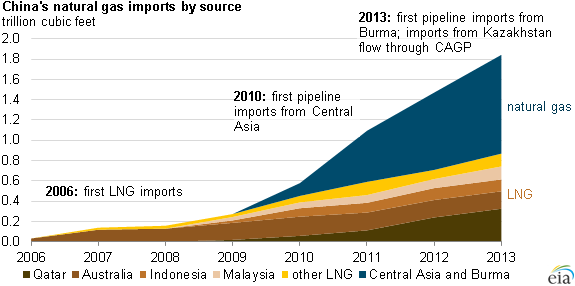 China's natural gas imports by source
trillion cubic feet
2013: first pipeline imports from
Burma; imports from Kazakhstan
flow through CAGP
2.0
1.8
1.6
1.4
1.2
1.0
0.8
0.6
0.4
0.2
0.0
2010: first pipeline
imports from Central
Asia
natural gas
2006: first LNG imports
LNG
2006 2007 2008 2009 2010 2011 2012 2013
Qatar Australia Indonesia Malaysia other LNG Central Asia and Burma
eia